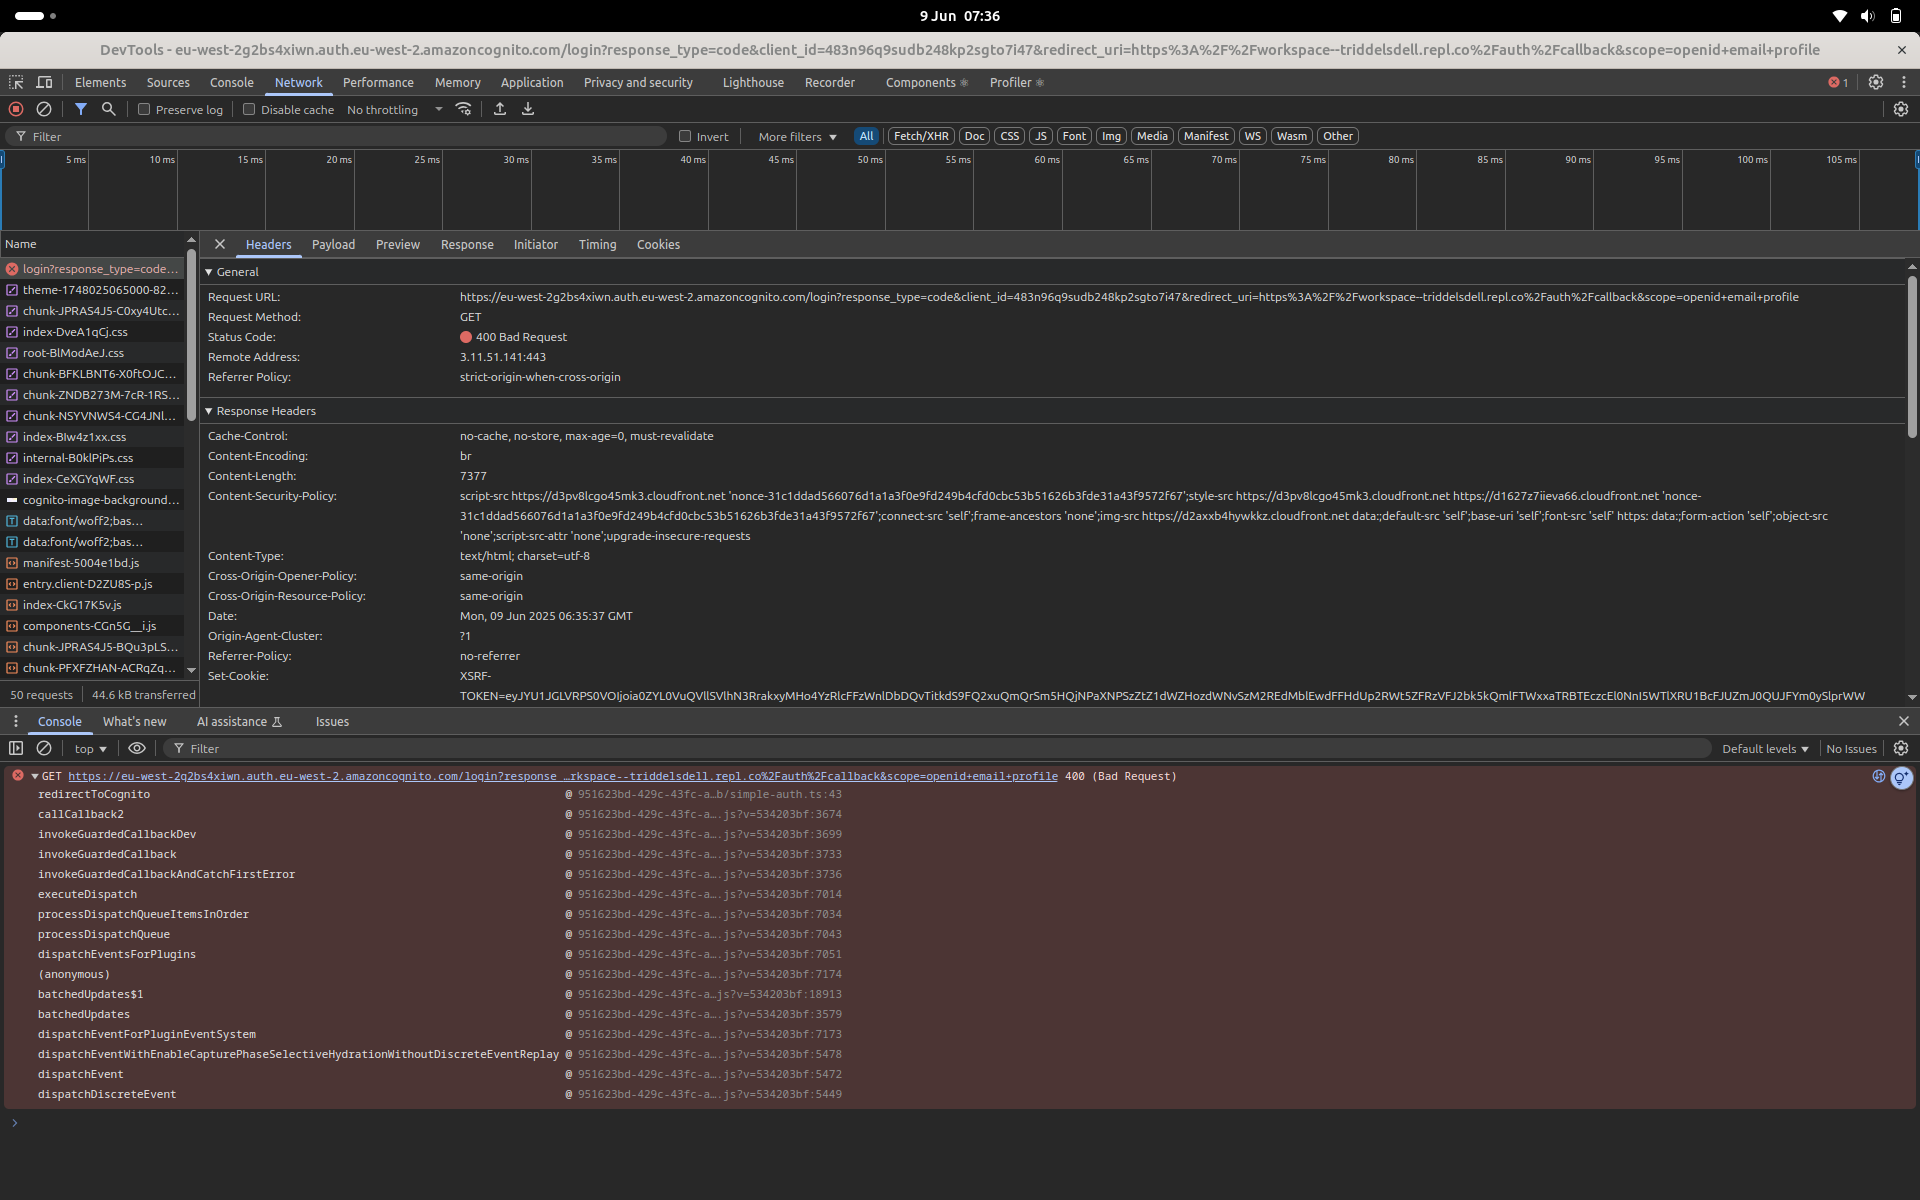 9 Jun 07:36
DevTools - eu-west-2g2bs4xiwn.auth.eu-west-2.amazoncognito.com/login?response_type=code&client_id=483n96q9sudb248kp2sgto7i47&redirect_uri=https%3A%2F%2Fworkspace--triddelsdell.repl.co%2Fauth%2Fcallback&scope=openid+email+profile
Elements Sources Console Network Performance Memory Application Privacy and security Lighthouse Recorder Components Profiler 1
Preserve log Disable cache No throttling
Filter Invert More filters All Fetch/XHR Doc CSS JS Font Img Media Manifest WS Wasm Other
5 ms 10 ms 15 ms 20 ms 25 ms 30 ms 35 ms 40 ms 45 ms 50 ms 55 ms 60 ms 65 ms 70 ms 75 ms 80 ms 85 ms 90 ms 95 ms 100 ms 105 ms
Name
login?response_type=code…
theme-1748025065000-82…
chunk-JPRAS4J5-C0xy4Utc…
index-DveA1qCj.css
root-BlModAeJ.css
chunk-BFKLBNT6-X0ftOJC…
chunk-ZNDB273M-7cR-1RS…
chunk-NSYVNWS4-CG4JNl…
index-BIw4z1xx.css
internal-B0klPiPs.css
index-CeXGYqWF.css
cognito-image-background…
data:font/woff2;bas…
data:font/woff2;bas…
manifest-5004e1bd.js
entry.client-D2ZU8S-p.js
index-CkG17K5v.js
components-CGn5G__i.js
chunk-JPRAS4J5-BQu3pLS…
chunk-PFXFZHAN-ACRqZq…
50 requests 44.6 kB transferred
Headers Payload Preview Response Initiator Timing Cookies
General
Request URL: https://eu-west-2g2bs4xiwn.auth.eu-west-2.amazoncognito.com/login?response_type=code&client_id=483n96q9sudb248kp2sgto7i47&redirect_uri=https%3A%2F%2Fworkspace--triddelsdell.repl.co%2Fauth%2Fcallback&scope=openid+email+profile
Request Method: GET
Status Code: 400 Bad Request
Remote Address: 3.11.51.141:443
Referrer Policy: strict-origin-when-cross-origin
Response Headers
Cache-Control: no-cache, no-store, max-age=0, must-revalidate
Content-Encoding: br
Content-Length: 7377
Content-Security-Policy: script-src https://d3pv8lcgo45mk3.cloudfront.net 'nonce-31c1ddad566076d1a1a3f0e9fd249b4cfd0cbc53b51626b3fde31a43f9572f67';style-src https://d3pv8lcgo45mk3.cloudfront.net https://d1627z7iieva66.cloudfront.net 'nonce-
31c1ddad566076d1a1a3f0e9fd249b4cfd0cbc53b51626b3fde31a43f9572f67';connect-src 'self';frame-ancestors 'none';img-src https://d2axxb4hywkkz.cloudfront.net data:;default-src 'self';base-uri 'self';font-src 'self' https: data:;form-action 'self';object-src
'none';script-src-attr 'none';upgrade-insecure-requests
Content-Type: text/html; charset=utf-8
Cross-Origin-Opener-Policy: same-origin
Cross-Origin-Resource-Policy: same-origin
Date: Mon, 09 Jun 2025 06:35:37 GMT
Origin-Agent-Cluster: ?1
Referrer-Policy: no-referrer
Set-Cookie: XSRF-
Console What's new AI assistance Issues
top Filter Default levels No Issues
GET https://eu-west-2g2bs4xiwn.auth.eu-west-2.amazoncognito.com/login?response_…rkspace--triddelsdell.repl.co%2Fauth%2Fcallback&scope=openid+email+profile 400 (Bad Request)
redirectToCognito @ 951623bd-429c-43fc-a…b/simple-auth.ts:43
callCallback2 @ 951623bd-429c-43fc-a….js?v=534203bf:3674
invokeGuardedCallbackDev @ 951623bd-429c-43fc-a….js?v=534203bf:3699
invokeGuardedCallback @ 951623bd-429c-43fc-a….js?v=534203bf:3733
invokeGuardedCallbackAndCatchFirstError @ 951623bd-429c-43fc-a….js?v=534203bf:3736
executeDispatch @ 951623bd-429c-43fc-a….js?v=534203bf:7014
processDispatchQueueItemsInOrder @ 951623bd-429c-43fc-a….js?v=534203bf:7034
processDispatchQueue @ 951623bd-429c-43fc-a….js?v=534203bf:7043
dispatchEventsForPlugins @ 951623bd-429c-43fc-a….js?v=534203bf:7051
(anonymous) @ 951623bd-429c-43fc-a….js?v=534203bf:7174
batchedUpdates$1 @ 951623bd-429c-43fc-a….js?v=534203bf:18913
batchedUpdates @ 951623bd-429c-43fc-a….js?v=534203bf:3579
dispatchEventForPluginEventSystem @ 951623bd-429c-43fc-a….js?v=534203bf:7173
dispatchEventWithEnableCapturePhaseSelectiveHydrationWithoutDiscreteEventReplay @ 951623bd-429c-43fc-a….js?v=534203bf:5478
dispatchEvent @ 951623bd-429c-43fc-a….js?v=534203bf:5472
dispatchDiscreteEvent @ 951623bd-429c-43fc-a….js?v=534203bf:5449